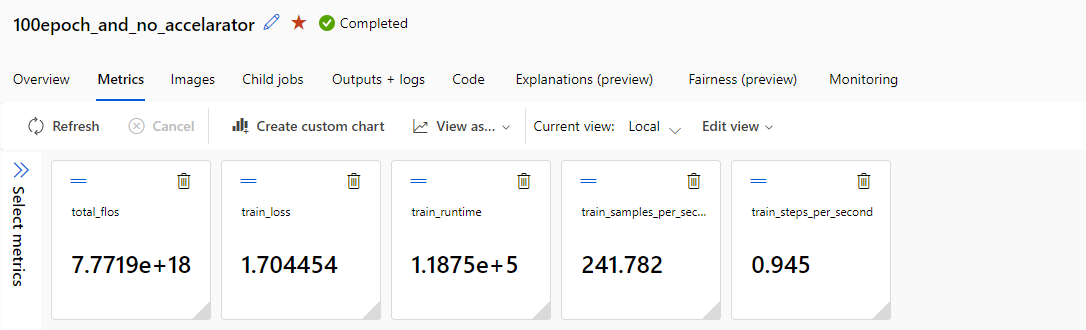 100epoch_and_no_accelarator Completed
Overview Metrics Images Child jobs Outputs + logs Code Explanations (preview) Fairness (preview) Monitoring
Refresh Cancel Create custom chart View as... Current view: Local Edit view
Select metrics
total_flos
7.7719e+18
train_loss
1.704454
train_runtime
1.1875e+5
train_samples_per_sec...
241.782
train_steps_per_second
0.945